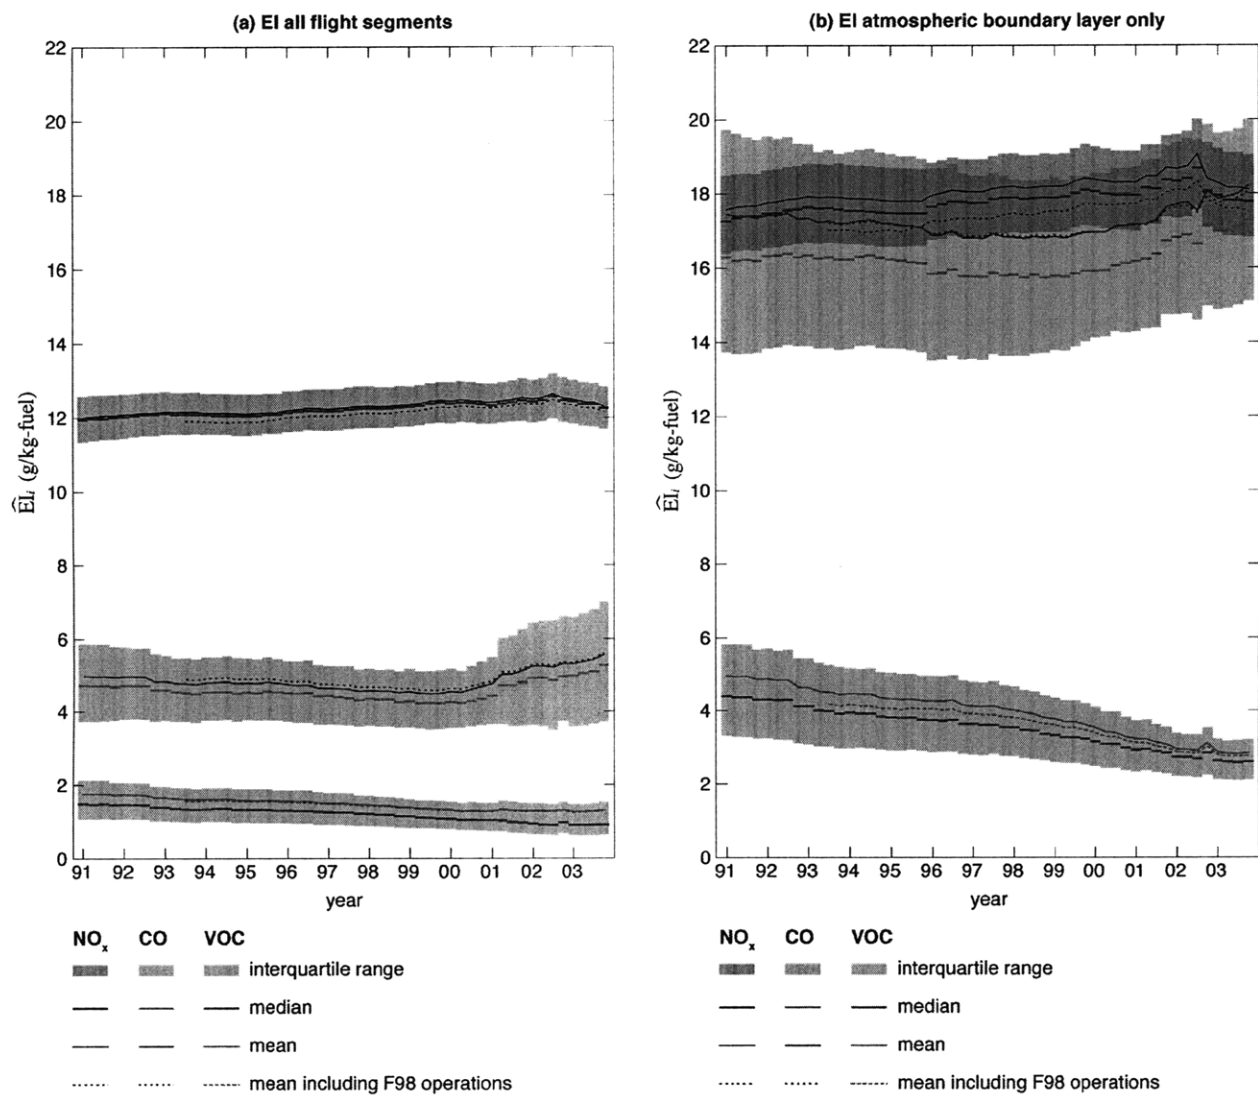 (a) EI all flight segments
22
20
18
16
14
12
10
8
6
4
2
0
ÊI𝑖 (g/kg-fuel)
91 92 93 94 95 96 97 98 99 00 01 02 03
year
NOx CO VOC
interquartile range
median
mean
mean including F98 operations
(b) EI atmospheric boundary layer only
22
20
18
16
14
12
10
8
6
4
2
0
ÊI𝑖 (g/kg-fuel)
91 92 93 94 95 96 97 98 99 00 01 02 03
year
NOx CO VOC
interquartile range
median
mean
mean including F98 operations